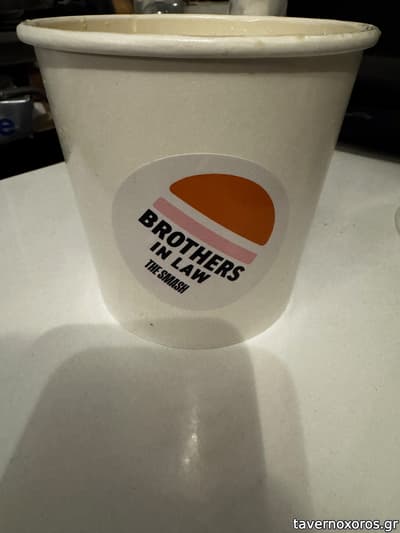 BROTHERS
IN LAW
THE SMASH
tavernoxoros.gr